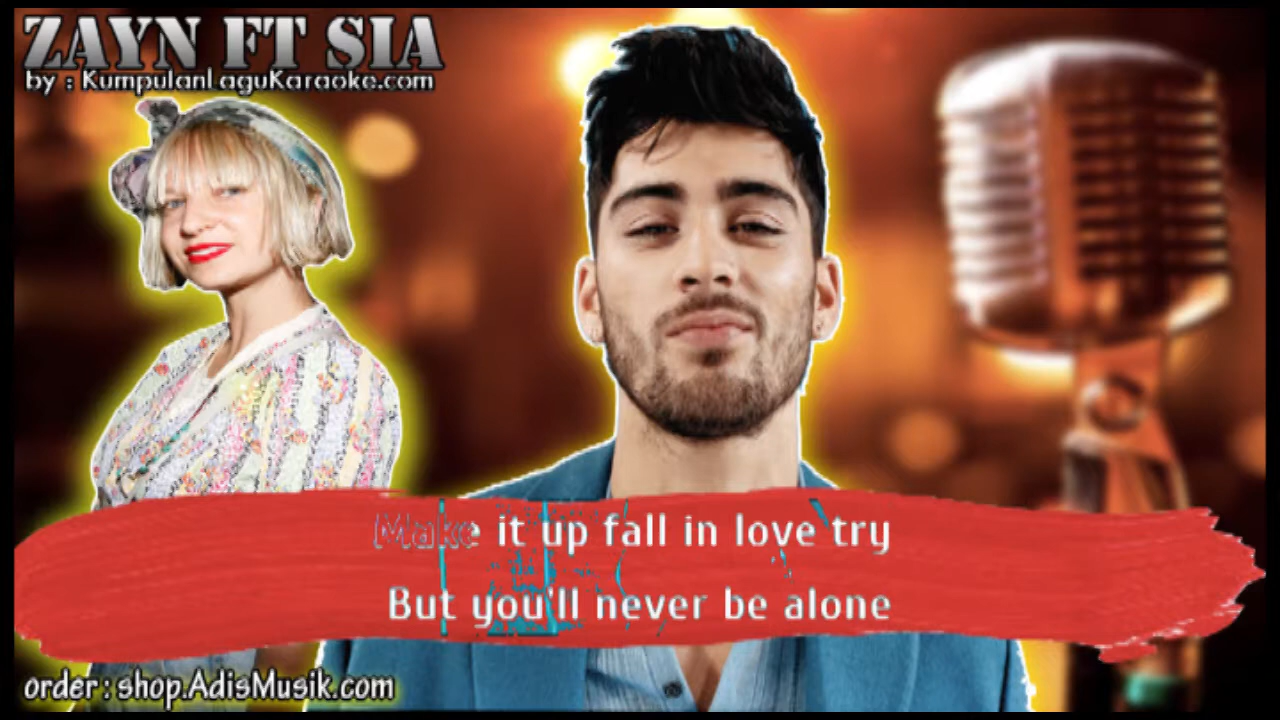 ZAYN FT SIA
by : KumpulanLaguKaraoke.com
Make it up fall in love try
But you'll never be alone
order : shop.AdisMusik.com